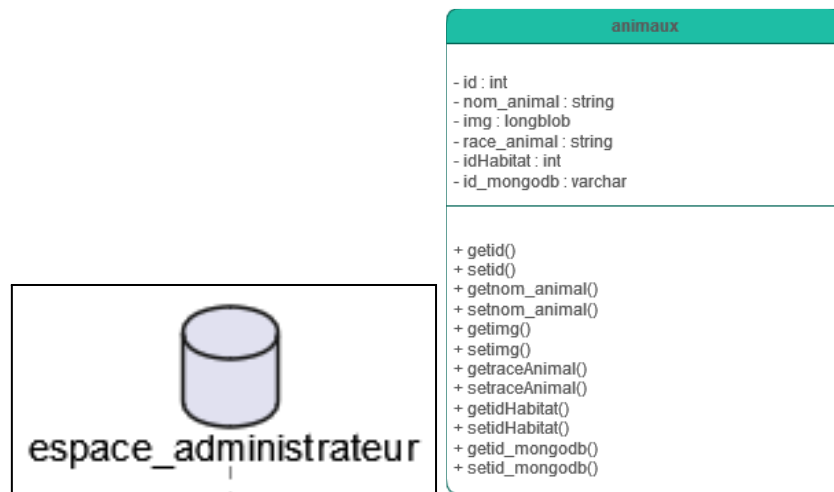 animaux
- id : int
- nom_animal : string
- img : longblob
- race_animal : string
- idHabitat : int
- id_mongodb : varchar
+ getid()
+ setid()
+ getnom_animal()
+ setnom_animal()
+ getimg()
+ setimg()
+ getraceAnimal()
+ setraceAnimal()
+ getidHabitat()
+ setidHabitat()
+ getid_mongodb()
+ setid_mongodb()
espace_administrateur